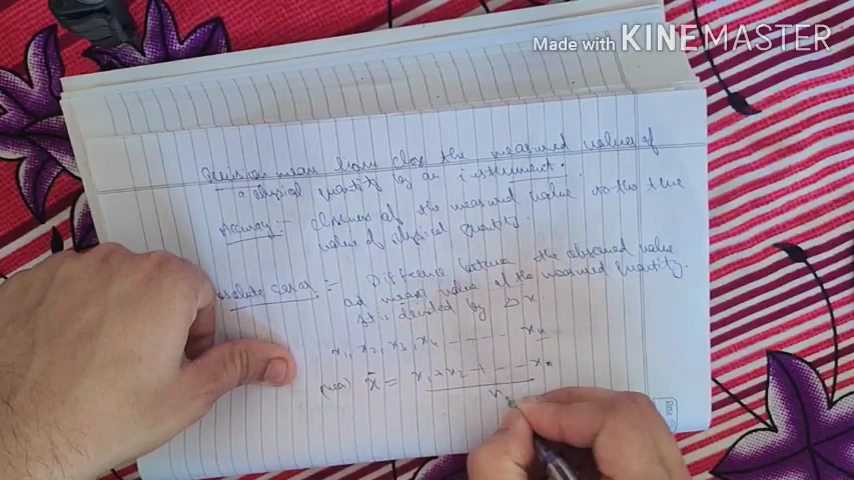 Made with KINEMASTER
Precision mean how close the measured values of
a physical quantity by an instrument.
Accuracy :- closeness of the measured value to the true
value of physical quantity.
Absolute Error :- Difference between the observed value
and mean value of the measured quantity.
It is denoted by Δx.
x₁, x₂, x₃, x₄ - - - - - xₙ
(Mean) x̄ = x₁ + x₂ + - - - xₙ
n
Date